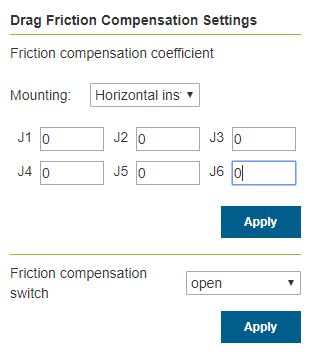 Drag Friction Compensation Settings
Friction compensation coefficient
Mounting: Horizontal ins
J1 0 J2 0 J3 0
J4 0 J5 0 J6 0
Apply
Friction compensation
switch
open
Apply